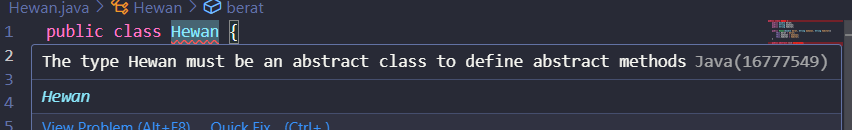 Hewan.java > Hewan > berat
1 public class Hewan {
2 The type Hewan must be an abstract class to define abstract methods Java(16777549)
3
4 Hewan
5 View Problem (Alt+F8) Quick Fix... (Ctrl+.)